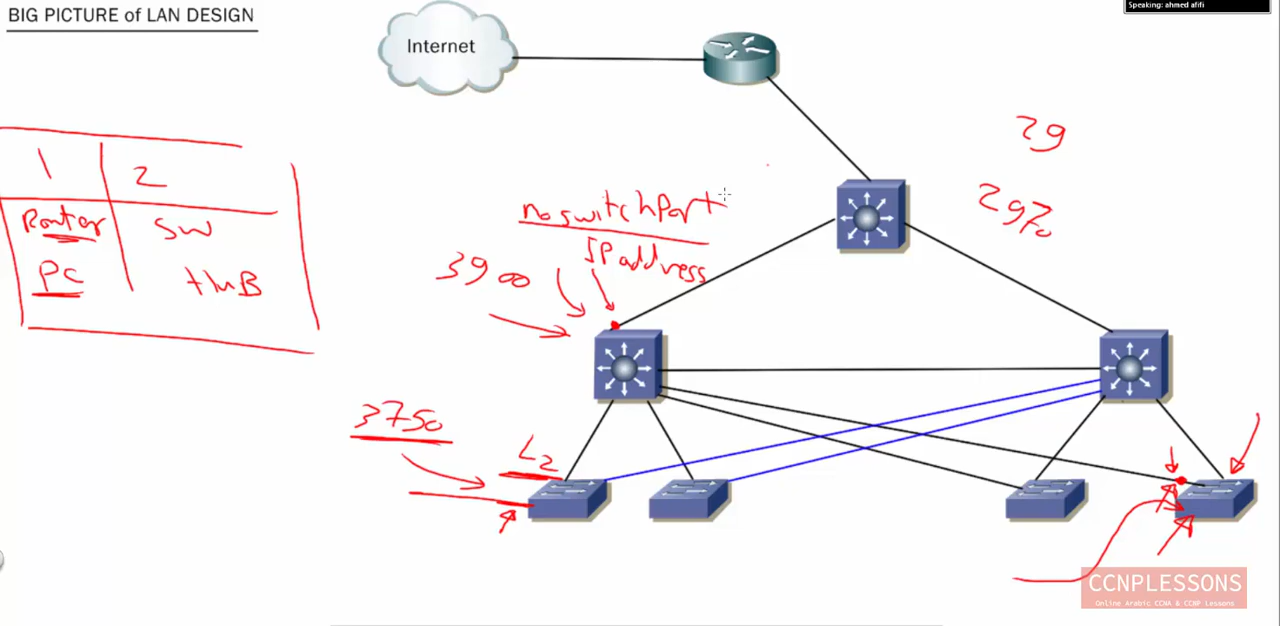 BIG PICTURE of LAN DESIGN
Speaking: ahmed afifi
Internet
29
2970
1 2
Router SW
PC HUB
no switchport
IP address
3900
3750
L2
CCNPLESSONS
Online Arabic CCNA & CCNP Lessons